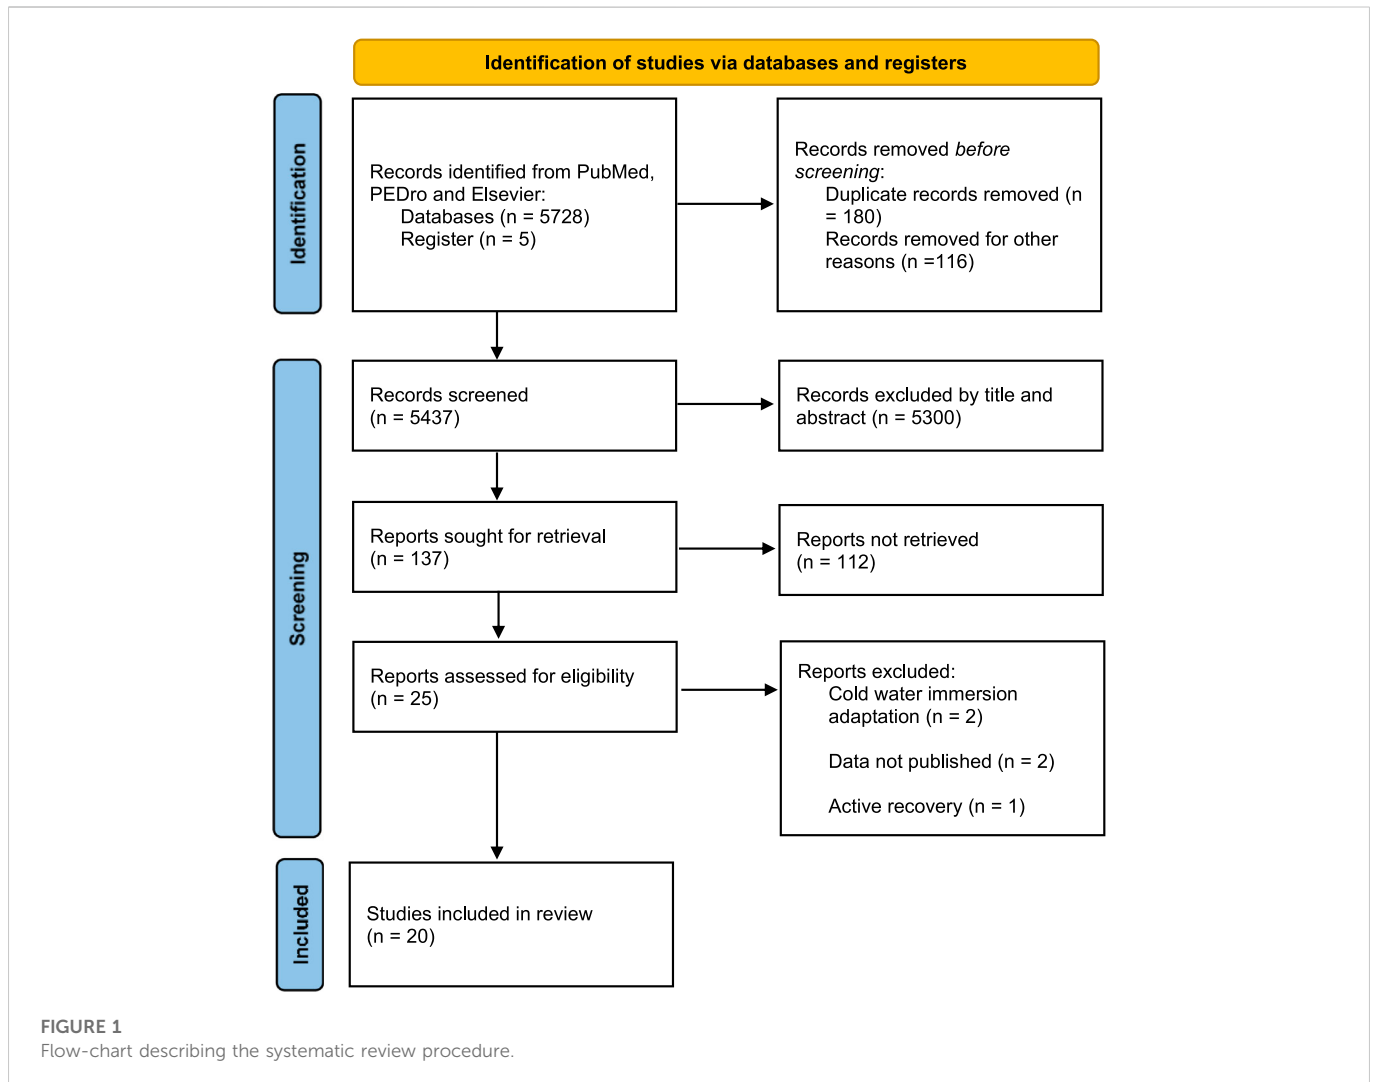 Identification of studies via databases and registers
Identification
Records identified from PubMed,
PEDro and Elsevier:
Databases (n = 5728)
Register (n = 5)
Records removed before
screening:
Duplicate records removed (n
= 180)
Records removed for other
reasons (n =116)
Screening
Records screened
(n = 5437)
Records excluded by title and
abstract (n = 5300)
Reports sought for retrieval
(n = 137)
Reports not retrieved
(n = 112)
Reports assessed for eligibility
(n = 25)
Reports excluded:
Cold water immersion
adaptation (n = 2)
Data not published (n = 2)
Active recovery (n = 1)
Included
Studies included in review
(n = 20)
FIGURE 1
Flow-chart describing the systematic review procedure.